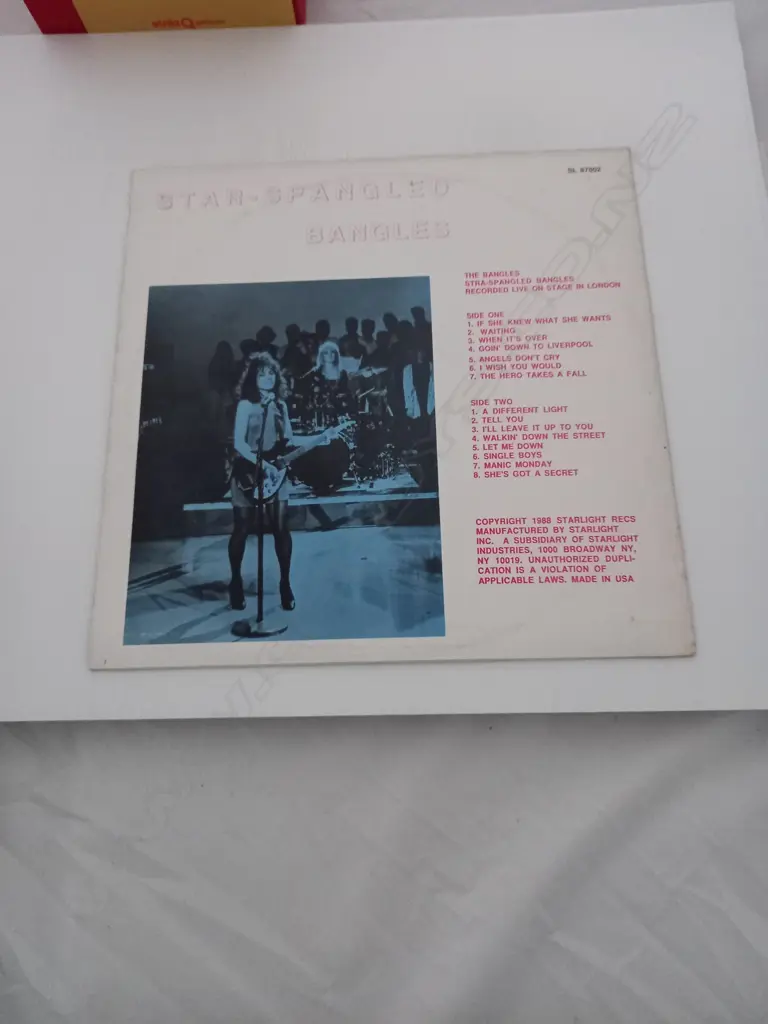 SL 87002
STAR-SPANGLED
BANGLES
THE BANGLES
STRA-SPANGLED BANGLES
RECORDED LIVE ON STAGE IN LONDON
SIDE ONE
1. IF SHE KNEW WHAT SHE WANTS
2. WAITING
3. WHEN IT'S OVER
4. GOIN' DOWN TO LIVERPOOL
5. ANGELS DON'T CRY
6. I WISH YOU WOULD
7. THE HERO TAKES A FALL
SIDE TWO
1. A DIFFERENT LIGHT
2. TELL YOU
3. I'LL LEAVE IT UP TO YOU
4. WALKIN' DOWN THE STREET
5. LET ME DOWN
6. SINGLE BOYS
7. MANIC MONDAY
8. SHE'S GOT A SECRET
COPYRIGHT 1988 STARLIGHT RECS
MANUFACTURED BY STARLIGHT
INC. A SUBSIDIARY OF STARLIGHT
INDUSTRIES, 1000 BROADWAY NY,
NY 10019. UNAUTHORIZED DUPLI-
CATION IS A VIOLATION OF
APPLICABLE LAWS. MADE IN USA